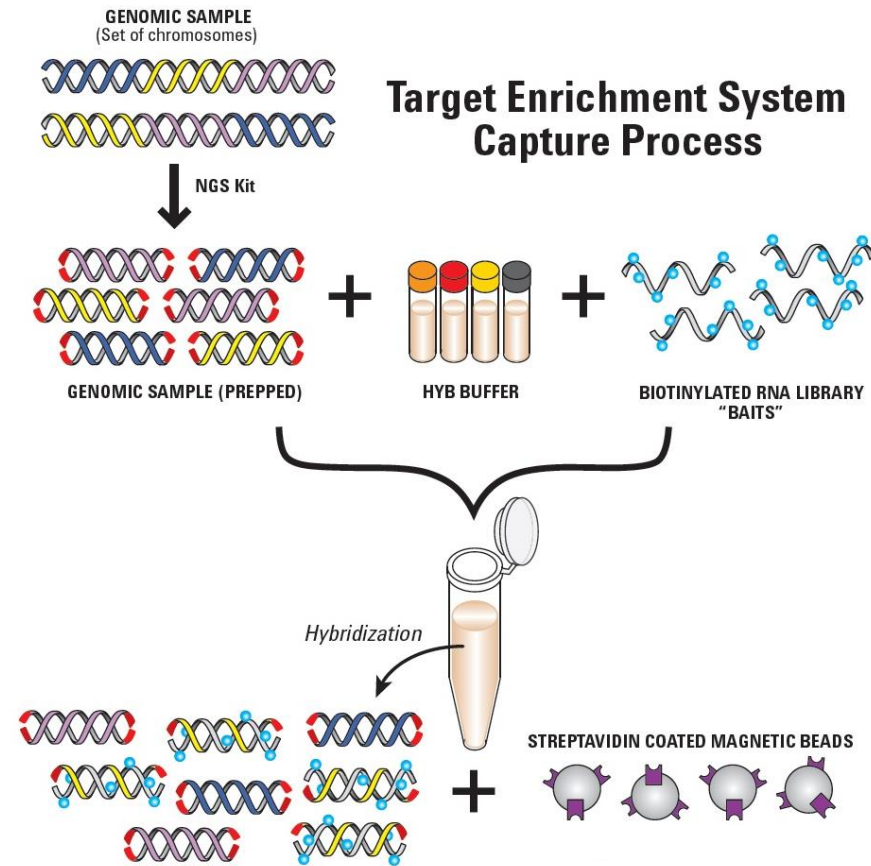 GENOMIC SAMPLE
(Set of chromosomes)
Target Enrichment System
Capture Process
NGS Kit
GENOMIC SAMPLE (PREPPED)
HYB BUFFER
BIOTINYLATED RNA LIBRARY
“BAITS”
Hybridization
STREPTAVIDIN COATED MAGNETIC BEADS